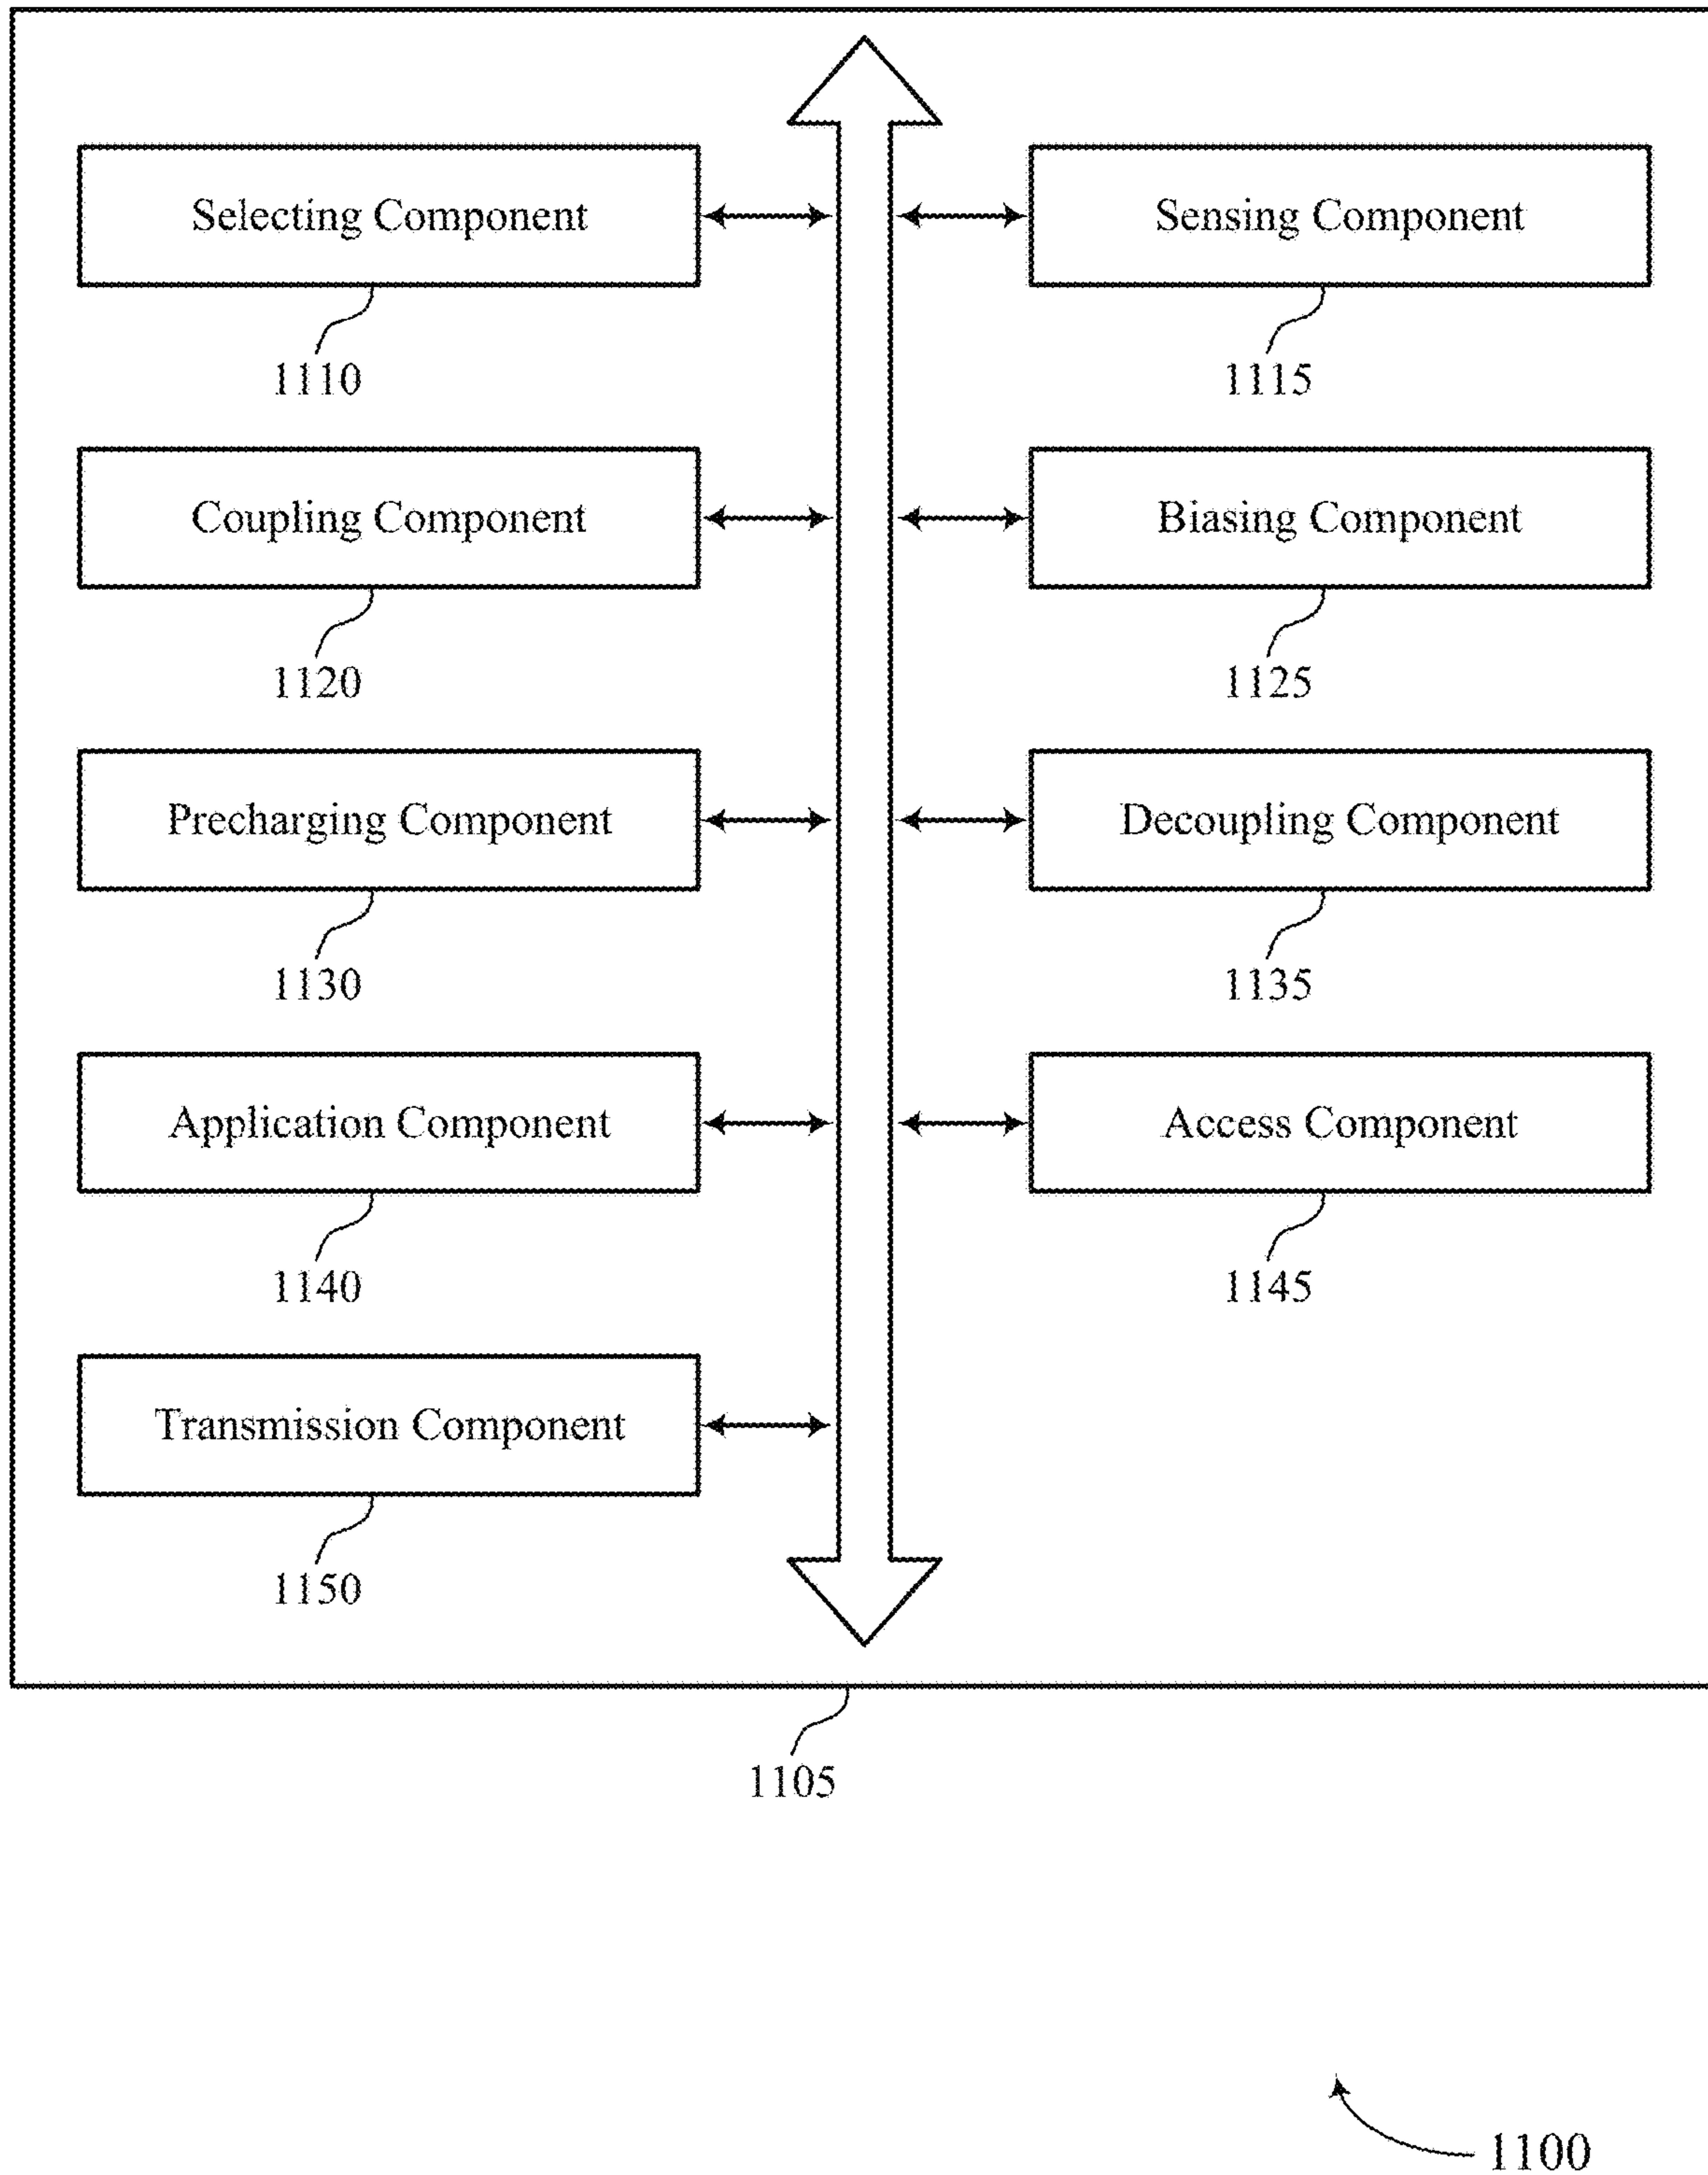 Selecting Component
Sensing Component
1110
1115
Coupling Component
Biasing Component
1120
1125
Precharging Component
Decoupling Component
1130
1135
Application Component
Access Component
1140
1145
Transmission Component
1150
1105
1100